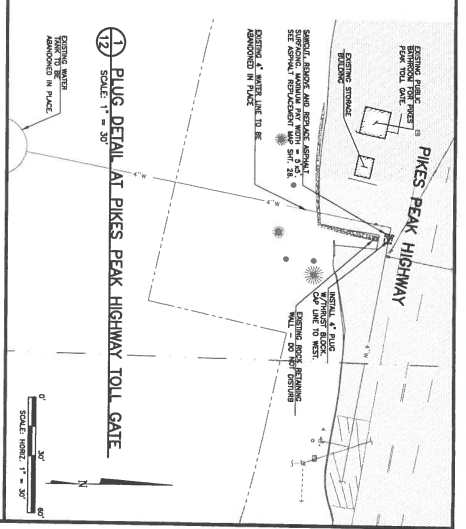 EXISTING PUBLIC
BATHROOM FOR PIKES
PEAK TOLL GATE.
PIKES PEAK HIGHWAY
EXISTING STORAGE
BUILDING
SAWCUT, REMOVE AND REPLACE ASPHALT
SURFACING. MAXIMUM PAY WIDTH = 5'x5'.
SEE ASPHALT REPLACEMENT MAP SHT. 28.
EXISTING 4" WATER LINE TO BE
ABANDONED IN PLACE
4"W
4"W
4"W
INSTALL 4" PLUG
W/THRUST BLOCK.
CAP LINE TO WEST.
EXISTING ROCK RETAINING
WALL - DO NOT DISTURB
1
12
PLUG DETAIL AT PIKES PEAK HIGHWAY TOLL GATE
SCALE: 1" = 30'
EXISTING WATER
TANK TO BE
ABANDONED IN PLACE.
N
0'
30'
60'
SCALE: HORIZ. 1" = 30'